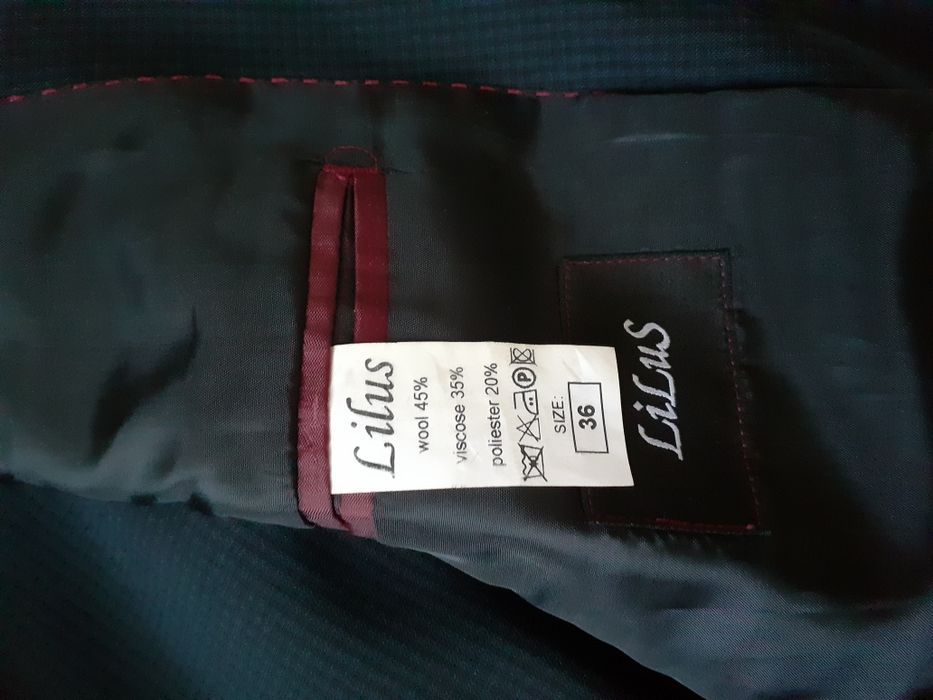 Lilus
wool 45%
viscose 35%
poliester 20%
P
SIZE:
36
LiLuS